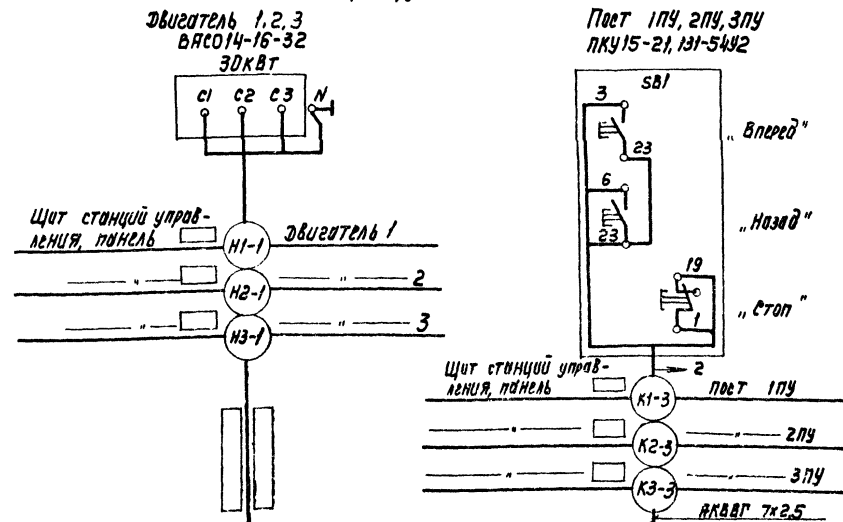 Двигатель 1,2,3
ВАСО14-16-32
30кВт
С1 С2 С3 N
Щит станций управ-
ления, панель
Н1-1
Двигатель 1
— „ —
Н2-1
— „ — 2
— „ —
Н3-1
— „ — 3
Пост 1ПУ, 2ПУ, 3ПУ
ПКУ15-21, 131-54У2
SB1
3
23
„ Вперед"
6
23
„ Назад"
19
1
„ Стоп "
2
Щит станций управ-
ления, панель
К1-3
пост 1ПУ
— „ —
К2-3
— „ — 2ПУ
— „ —
К3-3
— „ — 3ПУ
АКВВГ 7х2,5